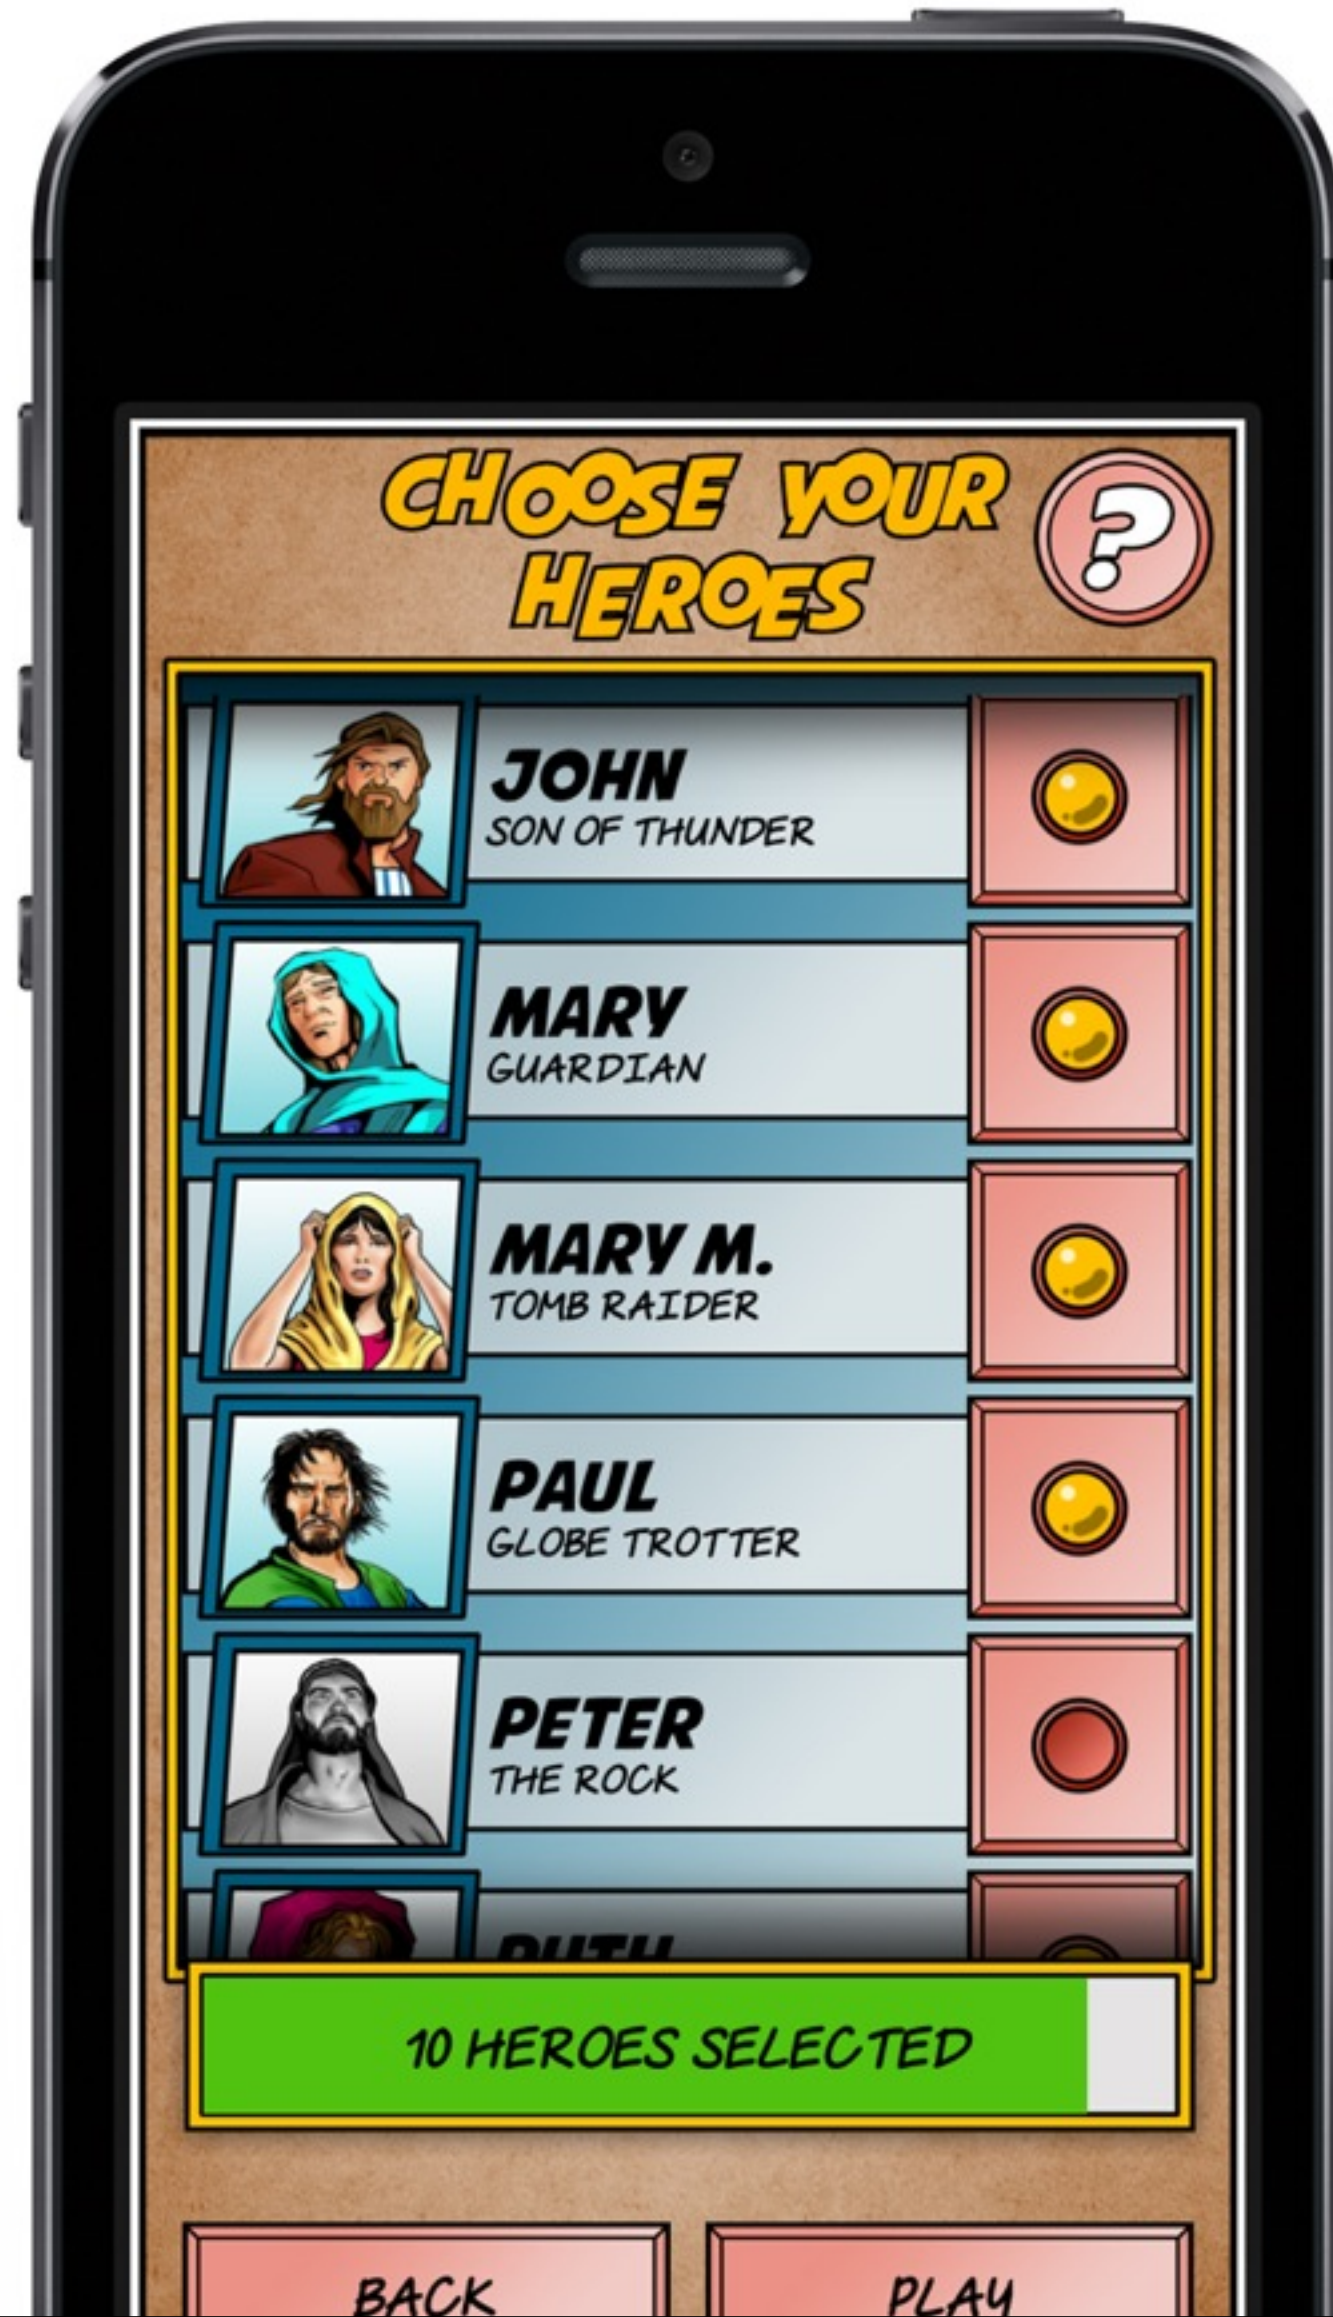 CHOOSE YOUR
HEROES
?
JOHN
SON OF THUNDER
MARY
GUARDIAN
MARY M.
TOMB RAIDER
PAUL
GLOBE TROTTER
PETER
THE ROCK
RUTH
10 HEROES SELECTED
BACK
PLAY